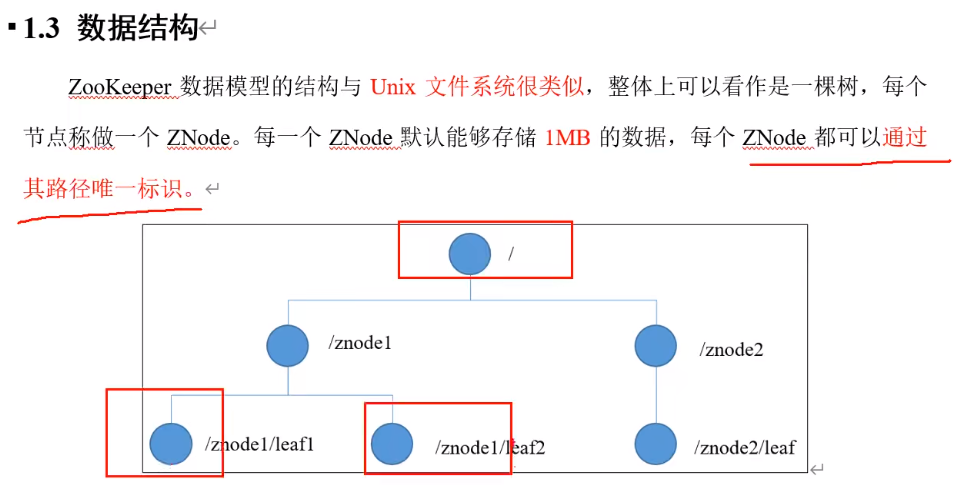 1.3 数据结构
ZooKeeper 数据模型的结构与 Unix 文件系统很类似，整体上可以看作是一棵树，每个
节点称做一个 ZNode。每一个 ZNode 默认能够存储 1MB 的数据，每个 ZNode 都可以通过
其路径唯一标识。
/
/znode1
/znode2
/znode1/leaf1
/znode1/leaf2
/znode2/leaf